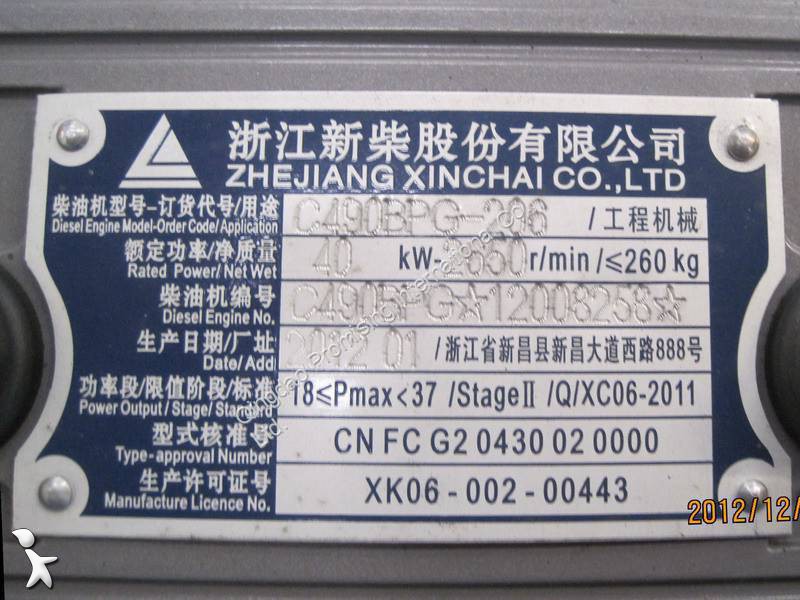 浙江新柴股份有限公司
ZHEJIANG XINCHAI CO.,LTD
柴油机型号-订货代号/用途 C490BPG-206 /工程机械
Diesel Engine Model-Order Code/Application
额定功率/净质量 40 kW-2650r/min/≤260kg
Rated Power/Net Wet
柴油机编号 C490BPG☆12008258☆
Diesel Engine No.
生产日期/厂址 2012 01 /浙江省新昌县新昌大道西路888号
Date/Add
功率段/限值阶段/标准 18≤Pmax<37 /StageⅡ/Q/XC06-2011
Power Output/Stage/Standard
型式核准号 CN FC G2 0430 02 0000
Type-approval Number
生产许可证号 XK06-002-00443
Manufacture Licence No.
Qingdao Promising International Co., Ltd.
2012/12/